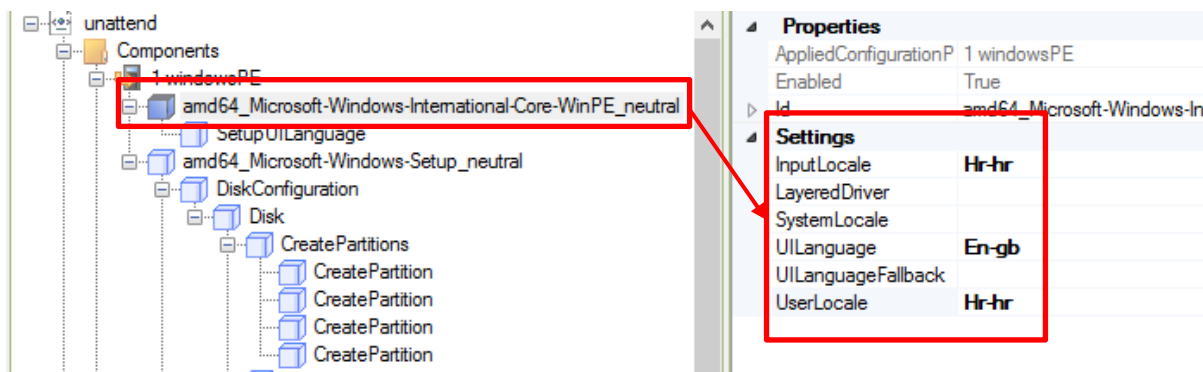 unattend
Components
1 windowsPE
amd64_Microsoft-Windows-International-Core-WinPE_neutral
SetupUILanguage
amd64_Microsoft-Windows-Setup_neutral
DiskConfiguration
Disk
CreatePartitions
CreatePartition
CreatePartition
CreatePartition
CreatePartition
Properties
AppliedConfigurationP 1 windowsPE
Enabled True
Id amd64_Microsoft-Windows-In
Settings
InputLocale Hr-hr
LayeredDriver
SystemLocale
UILanguage En-gb
UILanguageFallback
UserLocale Hr-hr